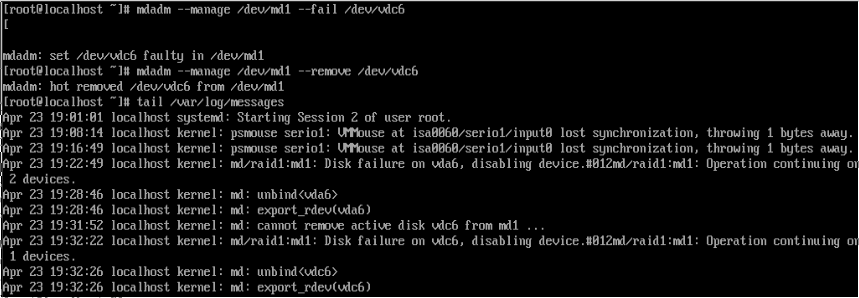 [root@localhost ~]# mdadm --manage /dev/md1 --fail /dev/vdc6
[
mdadm: set /dev/vdc6 faulty in /dev/md1
[root@localhost ~]# mdadm --manage /dev/md1 --remove /dev/vdc6
mdadm: hot removed /dev/vdc6 from /dev/md1
[root@localhost ~]# tail /var/log/messages
Apr 23 19:01:01 localhost systemd: Starting Session 2 of user root.
Apr 23 19:08:14 localhost kernel: psmouse serio1: VMMouse at isa0060/serio1/input0 lost synchronization, throwing 1 bytes away.
Apr 23 19:16:49 localhost kernel: psmouse serio1: VMMouse at isa0060/serio1/input0 lost synchronization, throwing 1 bytes away.
Apr 23 19:22:49 localhost kernel: md/raid1:md1: Disk failure on vda6, disabling device.#012md/raid1:md1: Operation continuing on
2 devices.
Apr 23 19:28:46 localhost kernel: md: unbind<vda6>
Apr 23 19:28:46 localhost kernel: md: export_rdev(vda6)
Apr 23 19:31:52 localhost kernel: md: cannot remove active disk vdc6 from md1 ...
Apr 23 19:32:22 localhost kernel: md/raid1:md1: Disk failure on vdc6, disabling device.#012md/raid1:md1: Operation continuing on
1 devices.
Apr 23 19:32:26 localhost kernel: md: unbind<vdc6>
Apr 23 19:32:26 localhost kernel: md: export_rdev(vdc6)